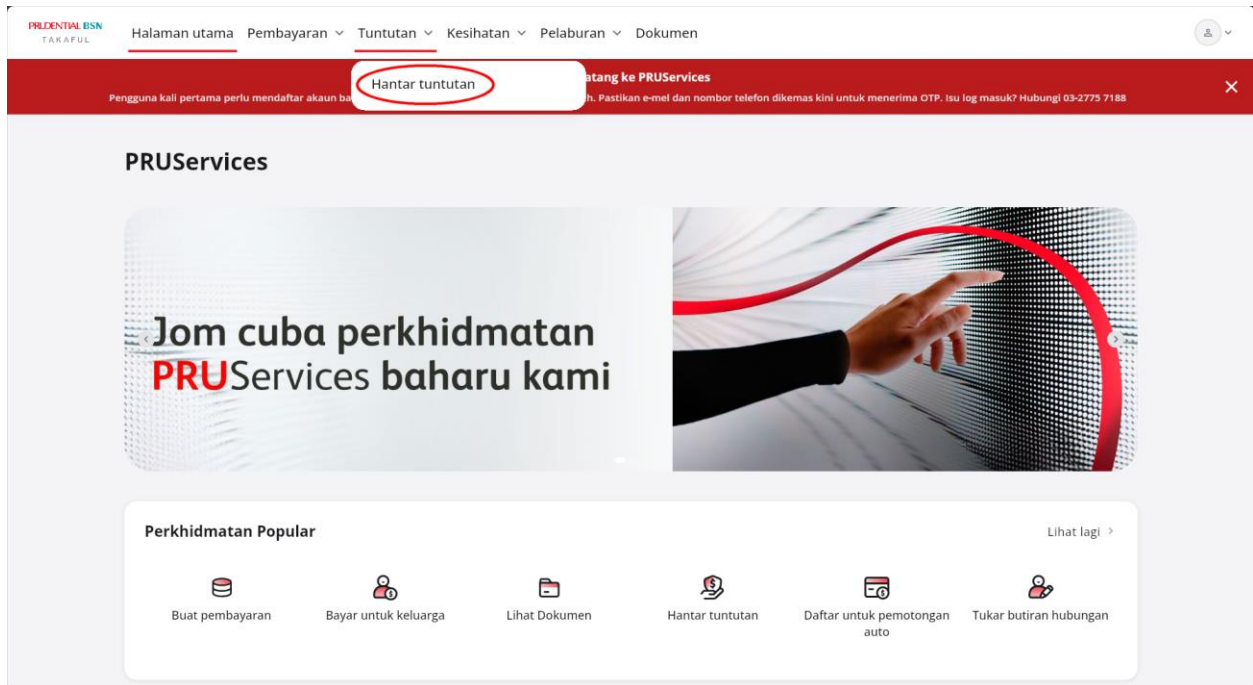 PRUDENTIAL BSN
TAKAFUL
Halaman utama Pembayaran Tuntutan Kesihatan Pelaburan Dokumen
Hantar tuntutan
atang ke PRUServices
Pengguna kali pertama perlu mendaftar akaun ba h. Pastikan e-mel dan nombor telefon dikemas kini untuk menerima OTP. Isu log masuk? Hubungi 03-2775 7188
PRUServices
Jom cuba perkhidmatan
PRUServices baharu kami
Perkhidmatan Popular
Lihat lagi
Buat pembayaran
Bayar untuk keluarga
Lihat Dokumen
Hantar tuntutan
Daftar untuk pemotongan
auto
Tukar butiran hubungan